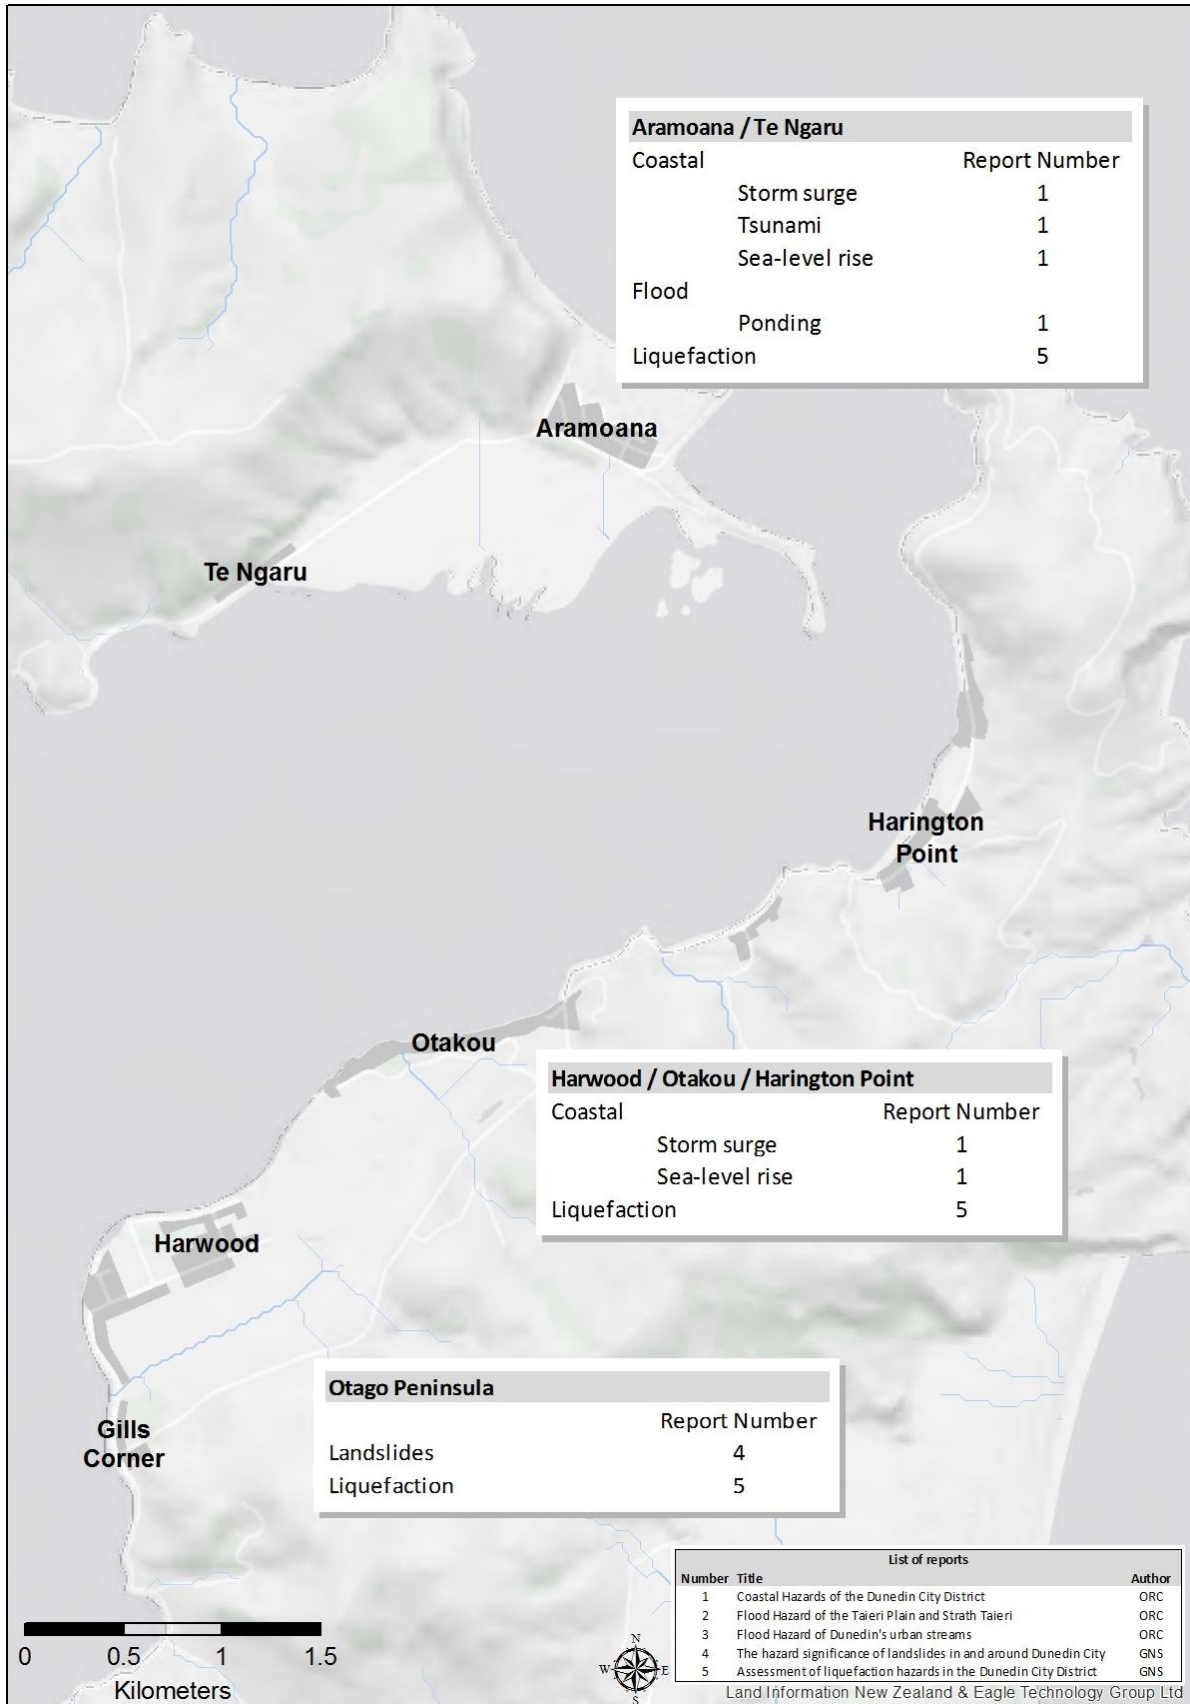 Aramoana / Te Ngaru
Coastal Report Number
Storm surge 1
Tsunami 1
Sea-level rise 1
Flood
Ponding 1
Liquefaction 5
Aramoana
Te Ngaru
Harington
Point
Otakou
Harwood / Otakou / Harington Point
Coastal Report Number
Storm surge 1
Sea-level rise 1
Liquefaction 5
Harwood
Gills
Corner
Otago Peninsula
Report Number
Landslides 4
Liquefaction 5
List of reports
Number Title Author
1 Coastal Hazards of the Dunedin City District ORC
2 Flood Hazard of the Taieri Plain and Strath Taieri ORC
3 Flood Hazard of Dunedin's urban streams ORC
4 The hazard significance of landslides in and around Dunedin City GNS
5 Assessment of liquefaction hazards in the Dunedin City District GNS
0 0.5 1 1.5
Kilometers
N
W E
S
Land Information New Zealand & Eagle Technology Group Ltd